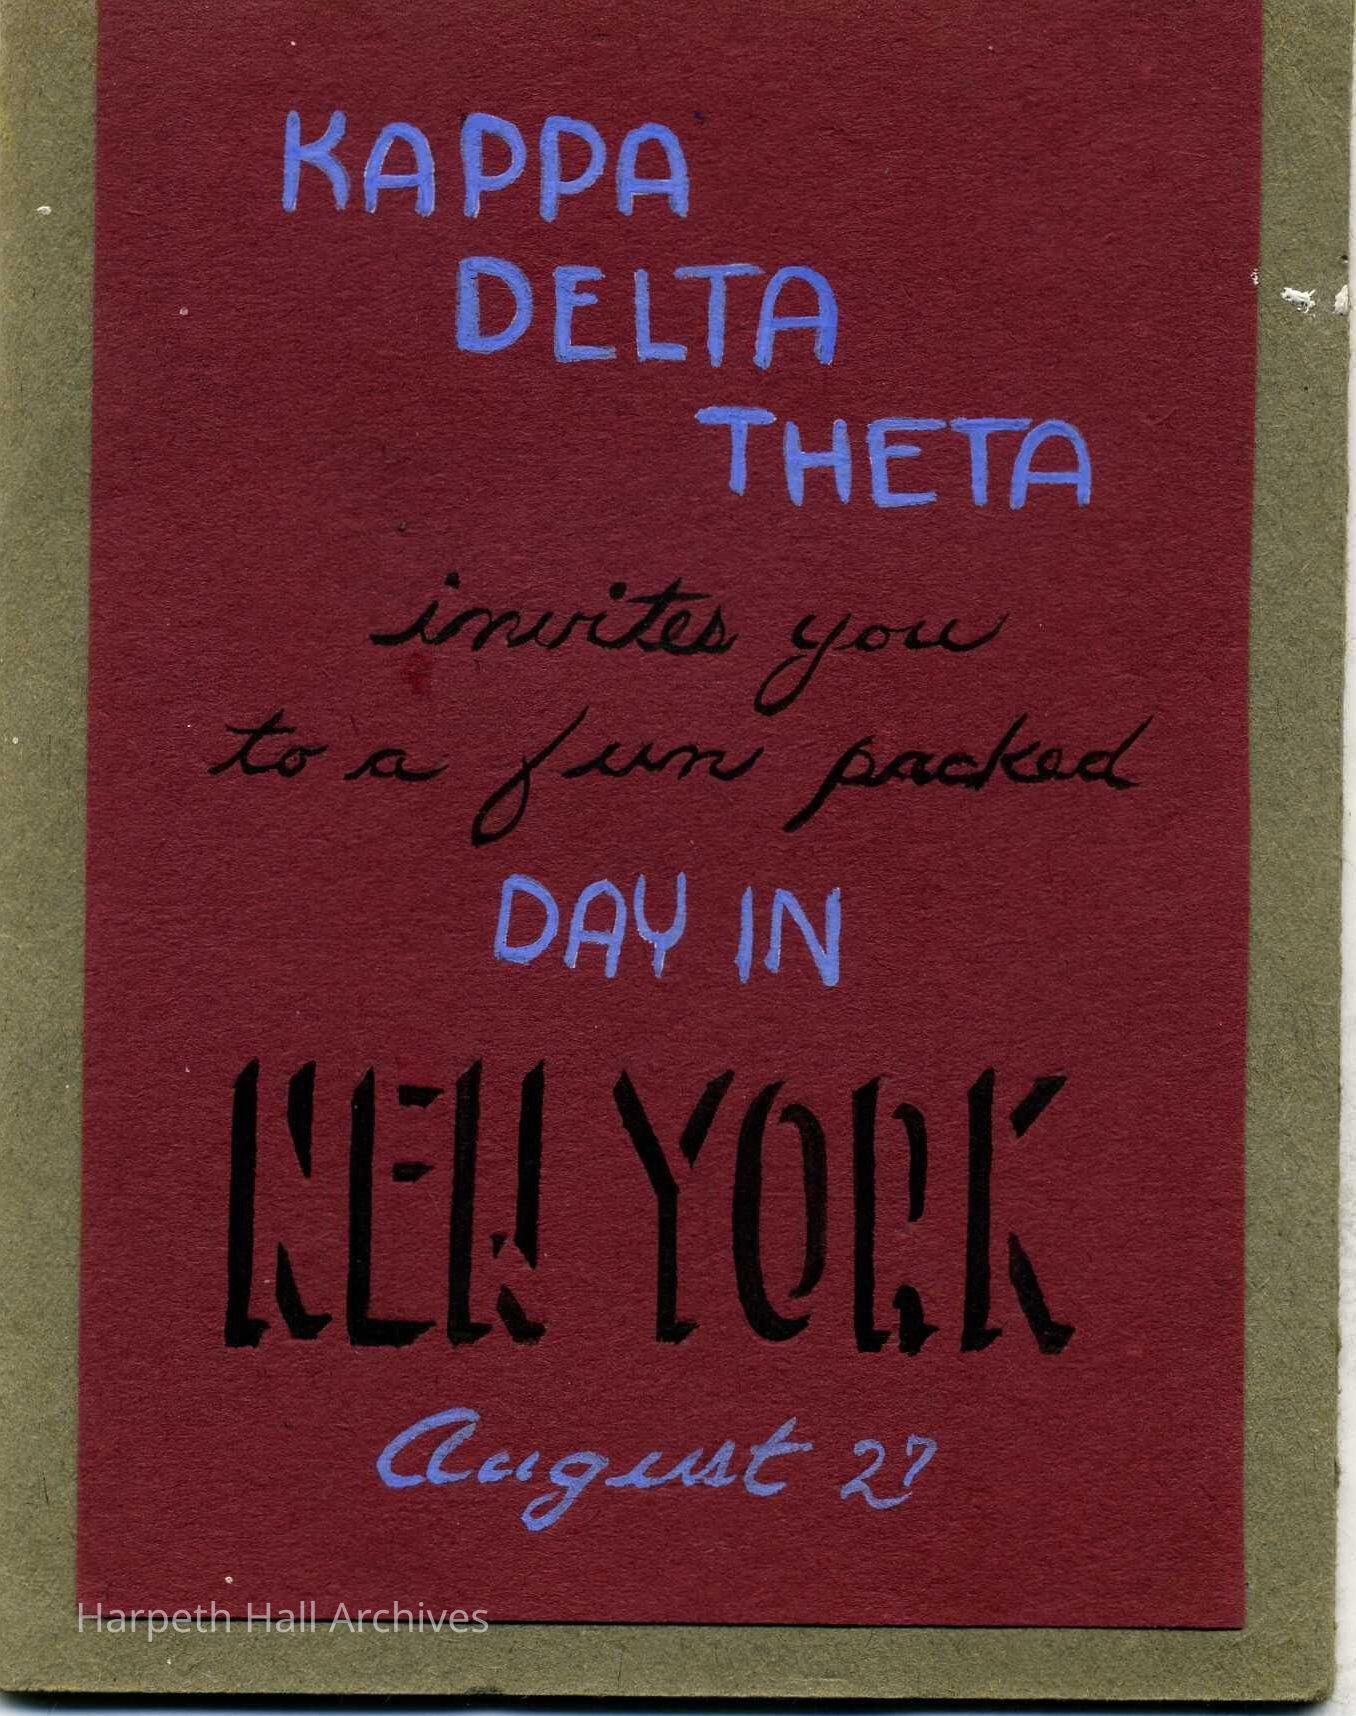 KAPPA
DELTA
THETA
invites you
to a fun packed
DAY IN
NEW YORK
August 27
Harpeth Hall Archives